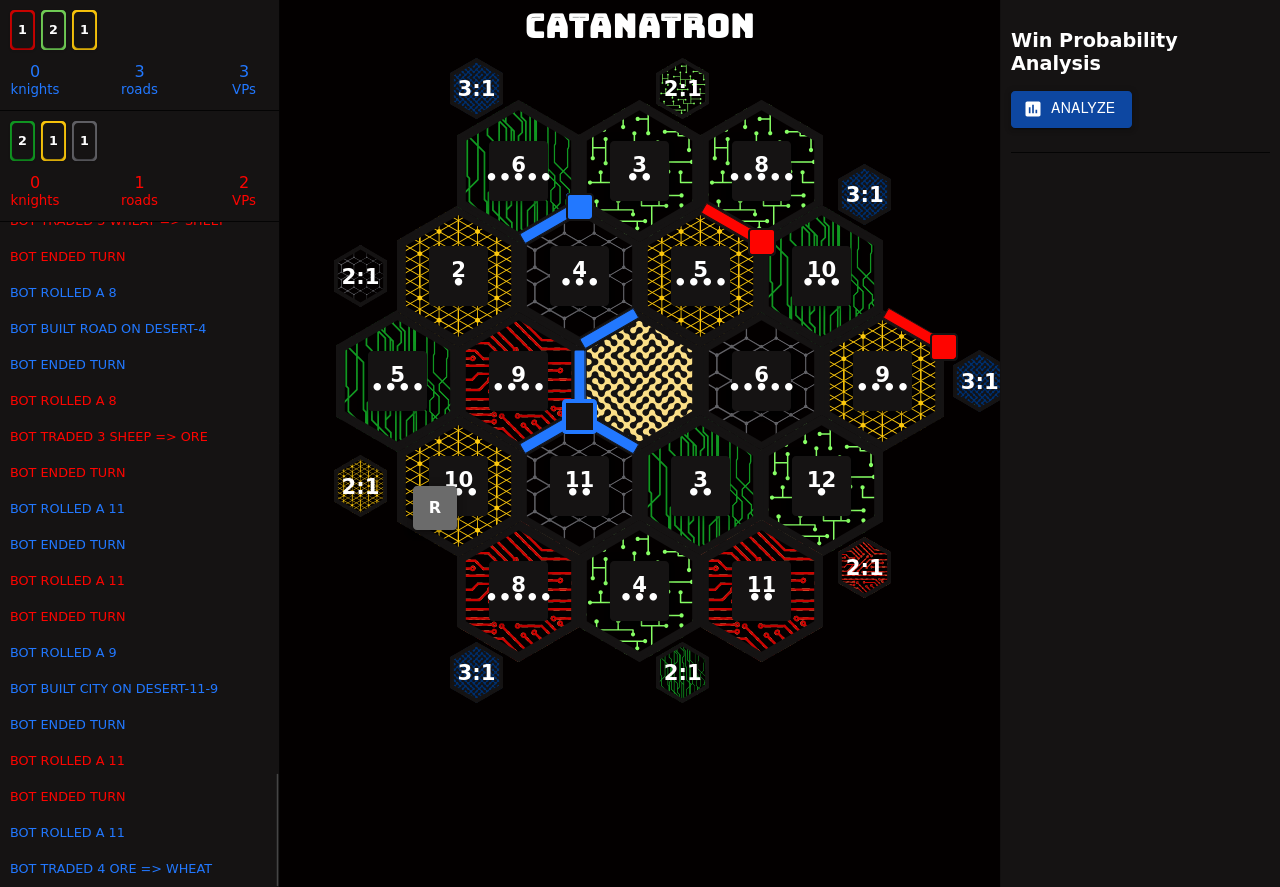 1 2 1
0 3 3
knights roads VPs
2 1 1
0 1 2
knights roads VPs
BOT TRADED 3 WHEAT => SHEEP
BOT ENDED TURN
BOT ROLLED A 8
BOT BUILT ROAD ON DESERT-4
BOT ENDED TURN
BOT ROLLED A 8
BOT TRADED 3 SHEEP => ORE
BOT ENDED TURN
BOT ROLLED A 11
BOT ENDED TURN
BOT ROLLED A 11
BOT ENDED TURN
BOT ROLLED A 9
BOT BUILT CITY ON DESERT-11-9
BOT ENDED TURN
BOT ROLLED A 11
BOT ENDED TURN
BOT ROLLED A 11
BOT TRADED 4 ORE => WHEAT
CATANATRON
3:1 2:1
6 3 8
3:1
2:1 2 4 5 10
5 9 6 9 3:1
2:1 10 11 3 12
R
2:1
8 4 11
3:1 2:1
Win Probability
Analysis
ANALYZE